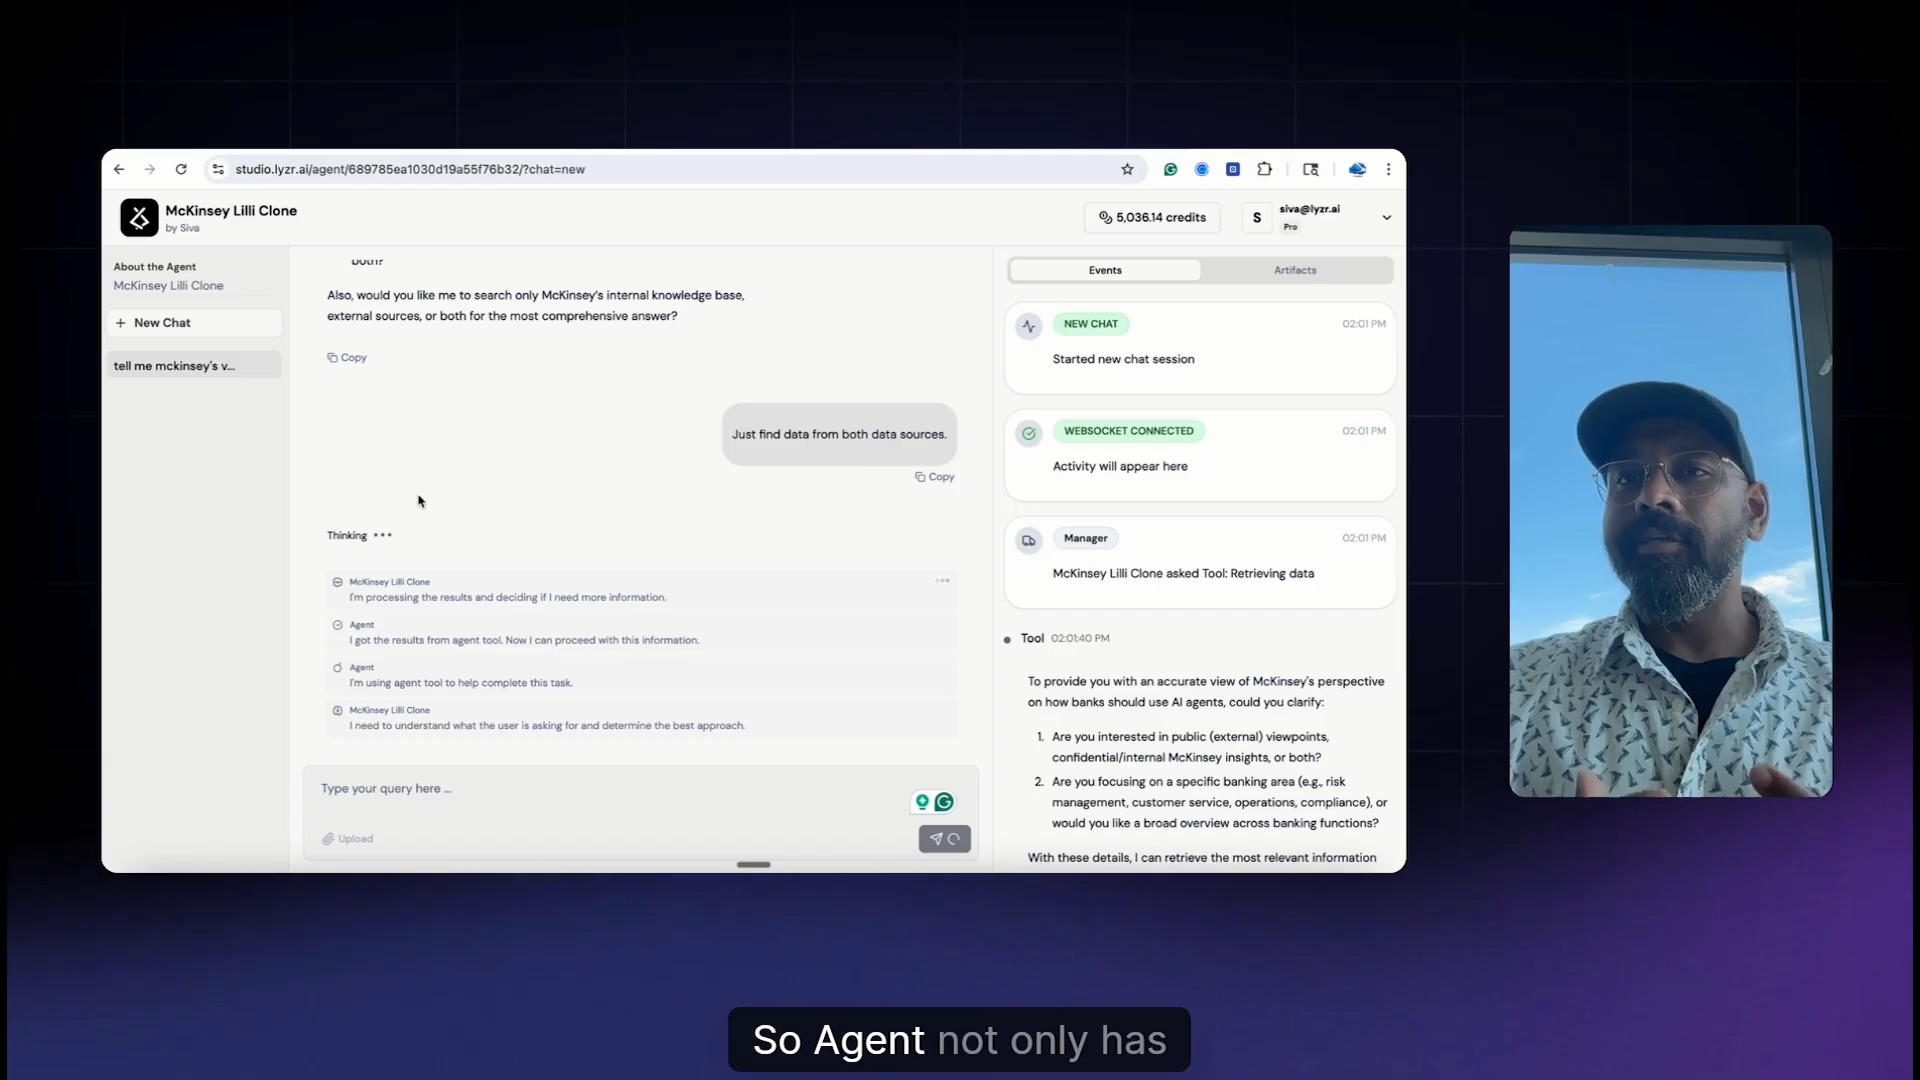 studio.lyzr.ai/agent/689785ea1030d19a55f76b32/?chat=new
McKinsey Lilli Clone
by Siva
5,036.14 credits
S
siva@lyzr.ai
Pro
About the Agent
McKinsey Lilli Clone
+ New Chat
tell me mckinsey's v...
both?
Also, would you like me to search only McKinsey's internal knowledge base,
external sources, or both for the most comprehensive answer?
Copy
Just find data from both data sources.
Copy
Thinking •••
McKinsey Lilli Clone
I'm processing the results and deciding if I need more information.
Agent
I got the results from agent tool. Now I can proceed with this information.
Agent
I'm using agent tool to help complete this task.
McKinsey Lilli Clone
I need to understand what the user is asking for and determine the best approach.
Type your query here ...
Upload
Events
Artifacts
NEW CHAT
02:01 PM
Started new chat session
WEBSOCKET CONNECTED
02:01 PM
Activity will appear here
Manager
02:01 PM
McKinsey Lilli Clone asked Tool: Retrieving data
Tool 02:01:40 PM
To provide you with an accurate view of McKinsey's perspective
on how banks should use AI agents, could you clarify:
1. Are you interested in public (external) viewpoints,
confidential/internal McKinsey insights, or both?
2. Are you focusing on a specific banking area (e.g., risk
management, customer service, operations, compliance), or
would you like a broad overview across banking functions?
With these details, I can retrieve the most relevant information
So Agent not only has